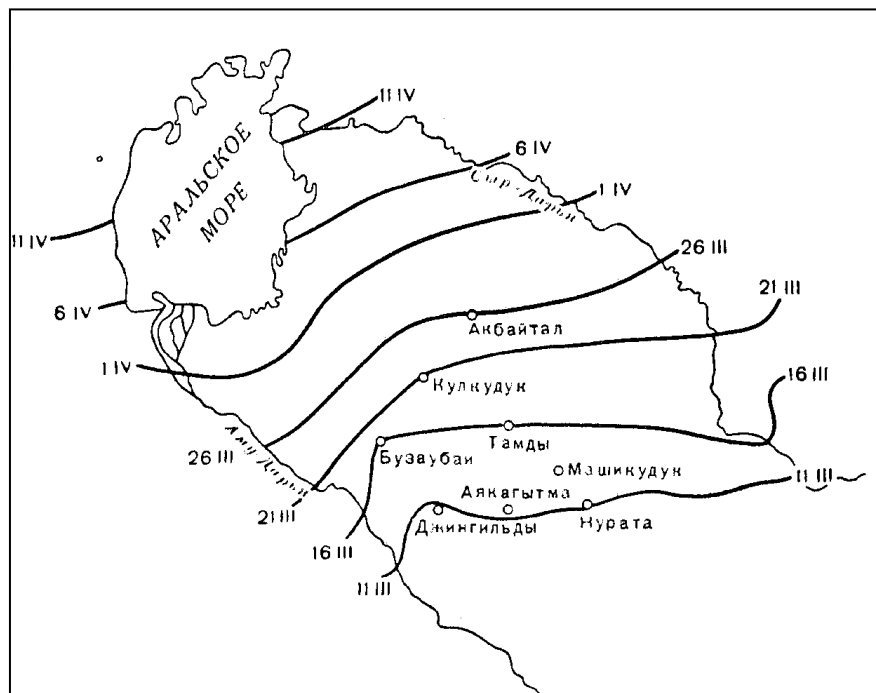 11 IV
6 IV
1 IV
Сыр-Дарья
АРАЛЬСКОЕ
МОРЕ
11 IV
26 III
21 III
6 IV
Акбайтал
1 IV
Кулкудук
16 III
Аму-Дарья
26 III
Бузаубай
Тамды
Машикудук
11 III
21 III
Аякагытма
Джингильды
Нурата
16 III
11 III